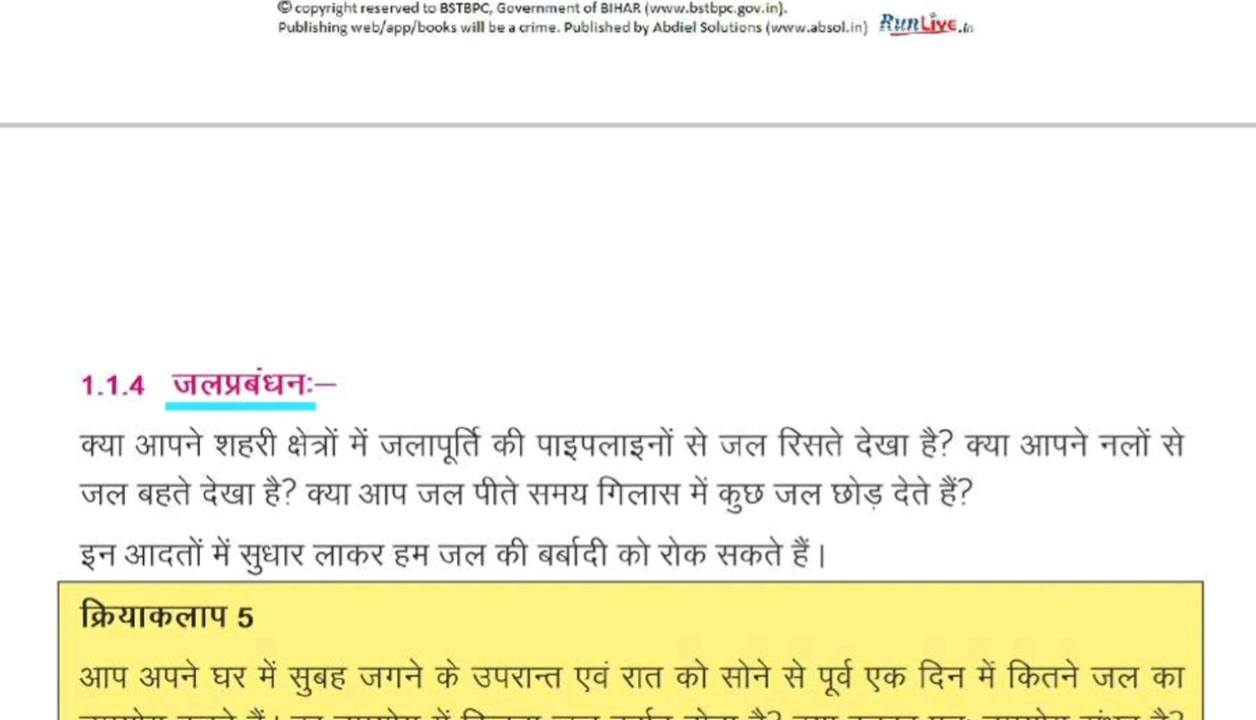 © copyright reserved to BSTBPC, Government of BIHAR (www.bstbpc.gov.in).
Publishing web/app/books will be a crime. Published by Abdiel Solutions (www.absol.in) RunLive.in
1.1.4 जलप्रबंधन:–
क्या आपने शहरी क्षेत्रों में जलापूर्ति की पाइपलाइनों से जल रिसते देखा है? क्या आपने नलों से
जल बहते देखा है? क्या आप जल पीते समय गिलास में कुछ जल छोड़ देते हैं?
इन आदतों में सुधार लाकर हम जल की बर्बादी को रोक सकते हैं।
क्रियाकलाप 5
आप अपने घर में सुबह जगने के उपरान्त एवं रात को सोने से पूर्व एक दिन में कितने जल का